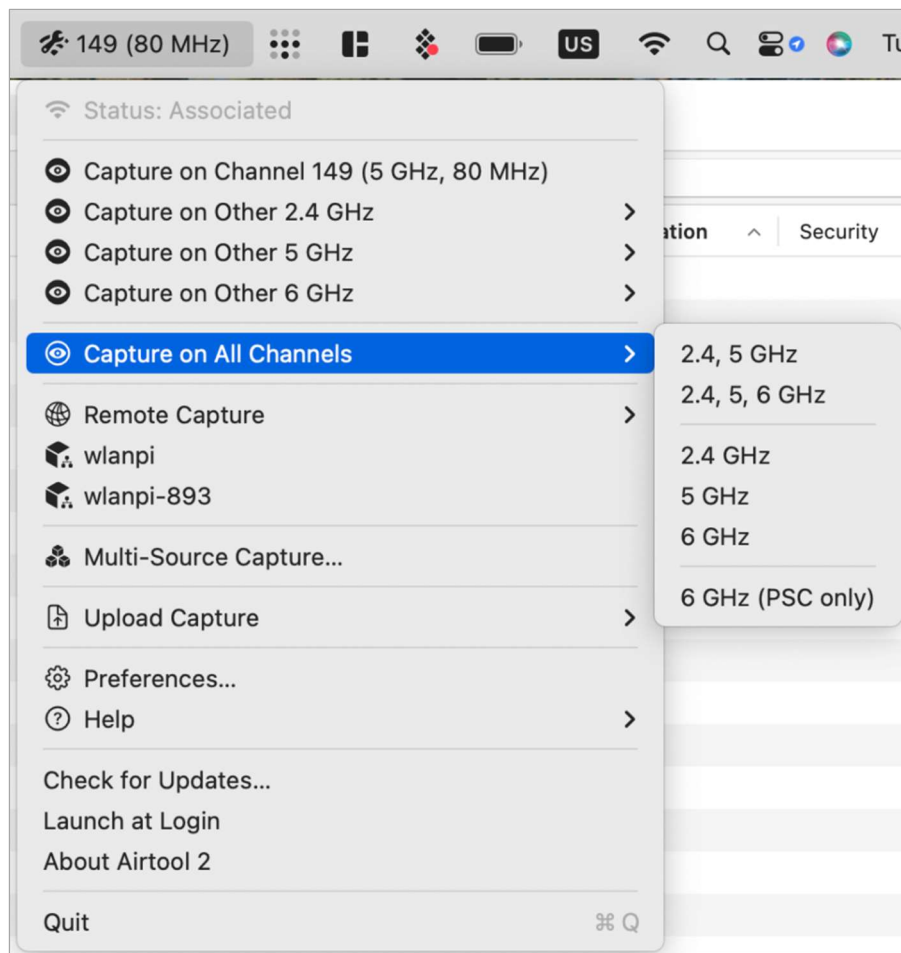 149 (80 MHz) US Tu
Status: Associated
Capture on Channel 149 (5 GHz, 80 MHz)
Capture on Other 2.4 GHz
ation Security
Capture on Other 5 GHz
Capture on Other 6 GHz
Capture on All Channels
2.4, 5 GHz
2.4, 5, 6 GHz
2.4 GHz
5 GHz
6 GHz
6 GHz (PSC only)
Remote Capture
wlanpi
wlanpi-893
Multi-Source Capture...
Upload Capture
Preferences...
Help
Check for Updates...
Launch at Login
About Airtool 2
Quit ⌘ Q